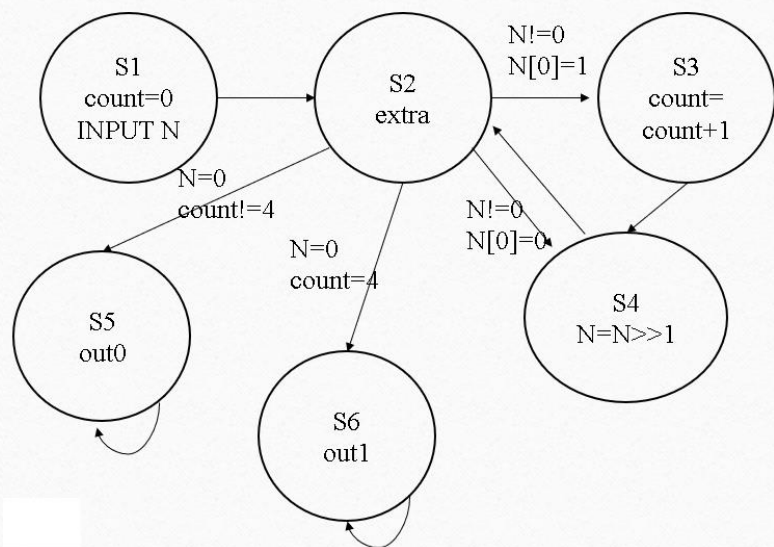 S1
count=0
INPUT N
S2
extra
N!=0
N[0]=1
S3
count=
count+1
N=0
count!=4
N=0
count=4
N!=0
N[0]=0
S4
N=N>>1
S5
out0
S6
out1